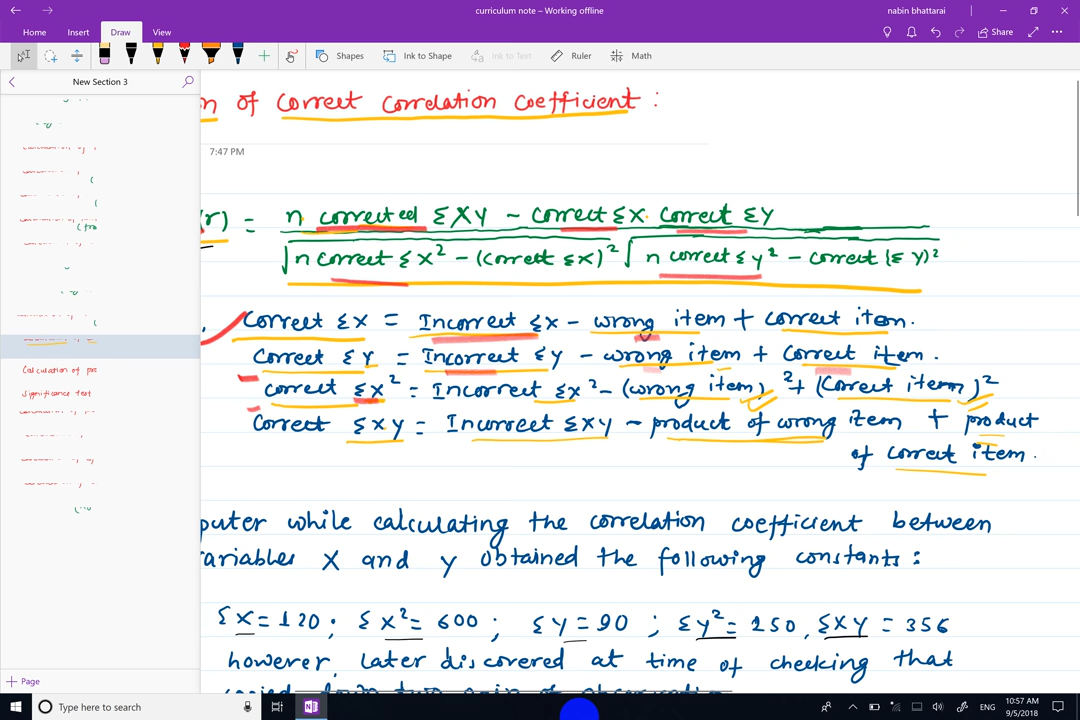 curriculum note – Working offline
nabin bhattarai
Home Insert Draw View
Share
Shapes Ink to Shape Ink to Text Ruler Math
New Section 3
of Correct Correlation Coefficient :
7:47 PM
(r) = n corrected ΣXY – Correct ΣX. Correct ΣY
√n Correct ΣX² – (Correct ΣX)² √n correct Σy² – correct (ΣY)²
Correct ΣX = Incorrect ΣX – wrong item + Correct item.
Correct ΣY = Incorrect ΣY – wrong item + Correct item.
Correct ΣX² = Incorrect ΣX² – (wrong item)² + (Correct item)²
Correct ΣXY = Incorrect ΣXY – product of wrong item + product
of correct item.
puter while calculating the correlation coefficient between
ariables X and y obtained the following constants :
ΣX = 120 ; ΣX² = 600 ; ΣY = 90 ; ΣY² = 250, ΣXY = 356
however, later discovered at time of checking that
Significance test
Page
Type here to search
ENG
10:57 AM
9/5/2018